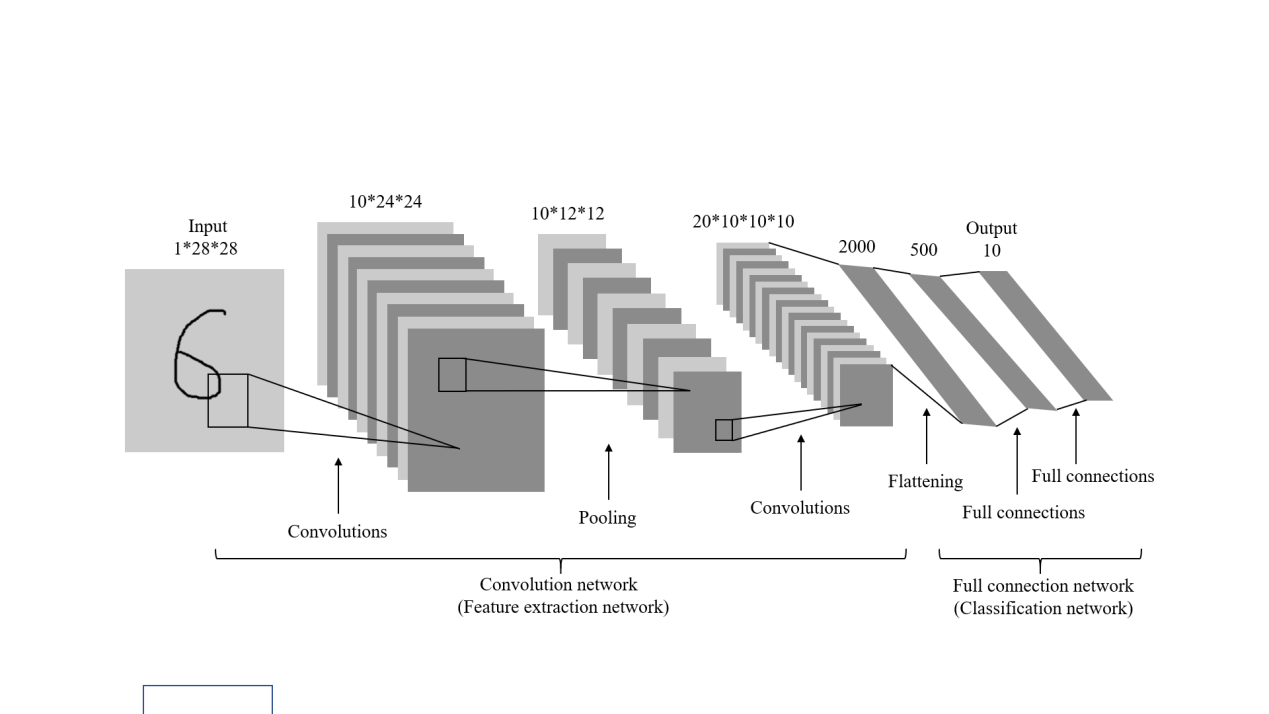 Input
1*28*28
10*24*24
10*12*12
20*10*10*10
2000
500
Output
10
Convolutions
Pooling
Convolutions
Flattening
Full connections
Full connections
Convolution network
(Feature extraction network)
Full connection network
(Classification network)